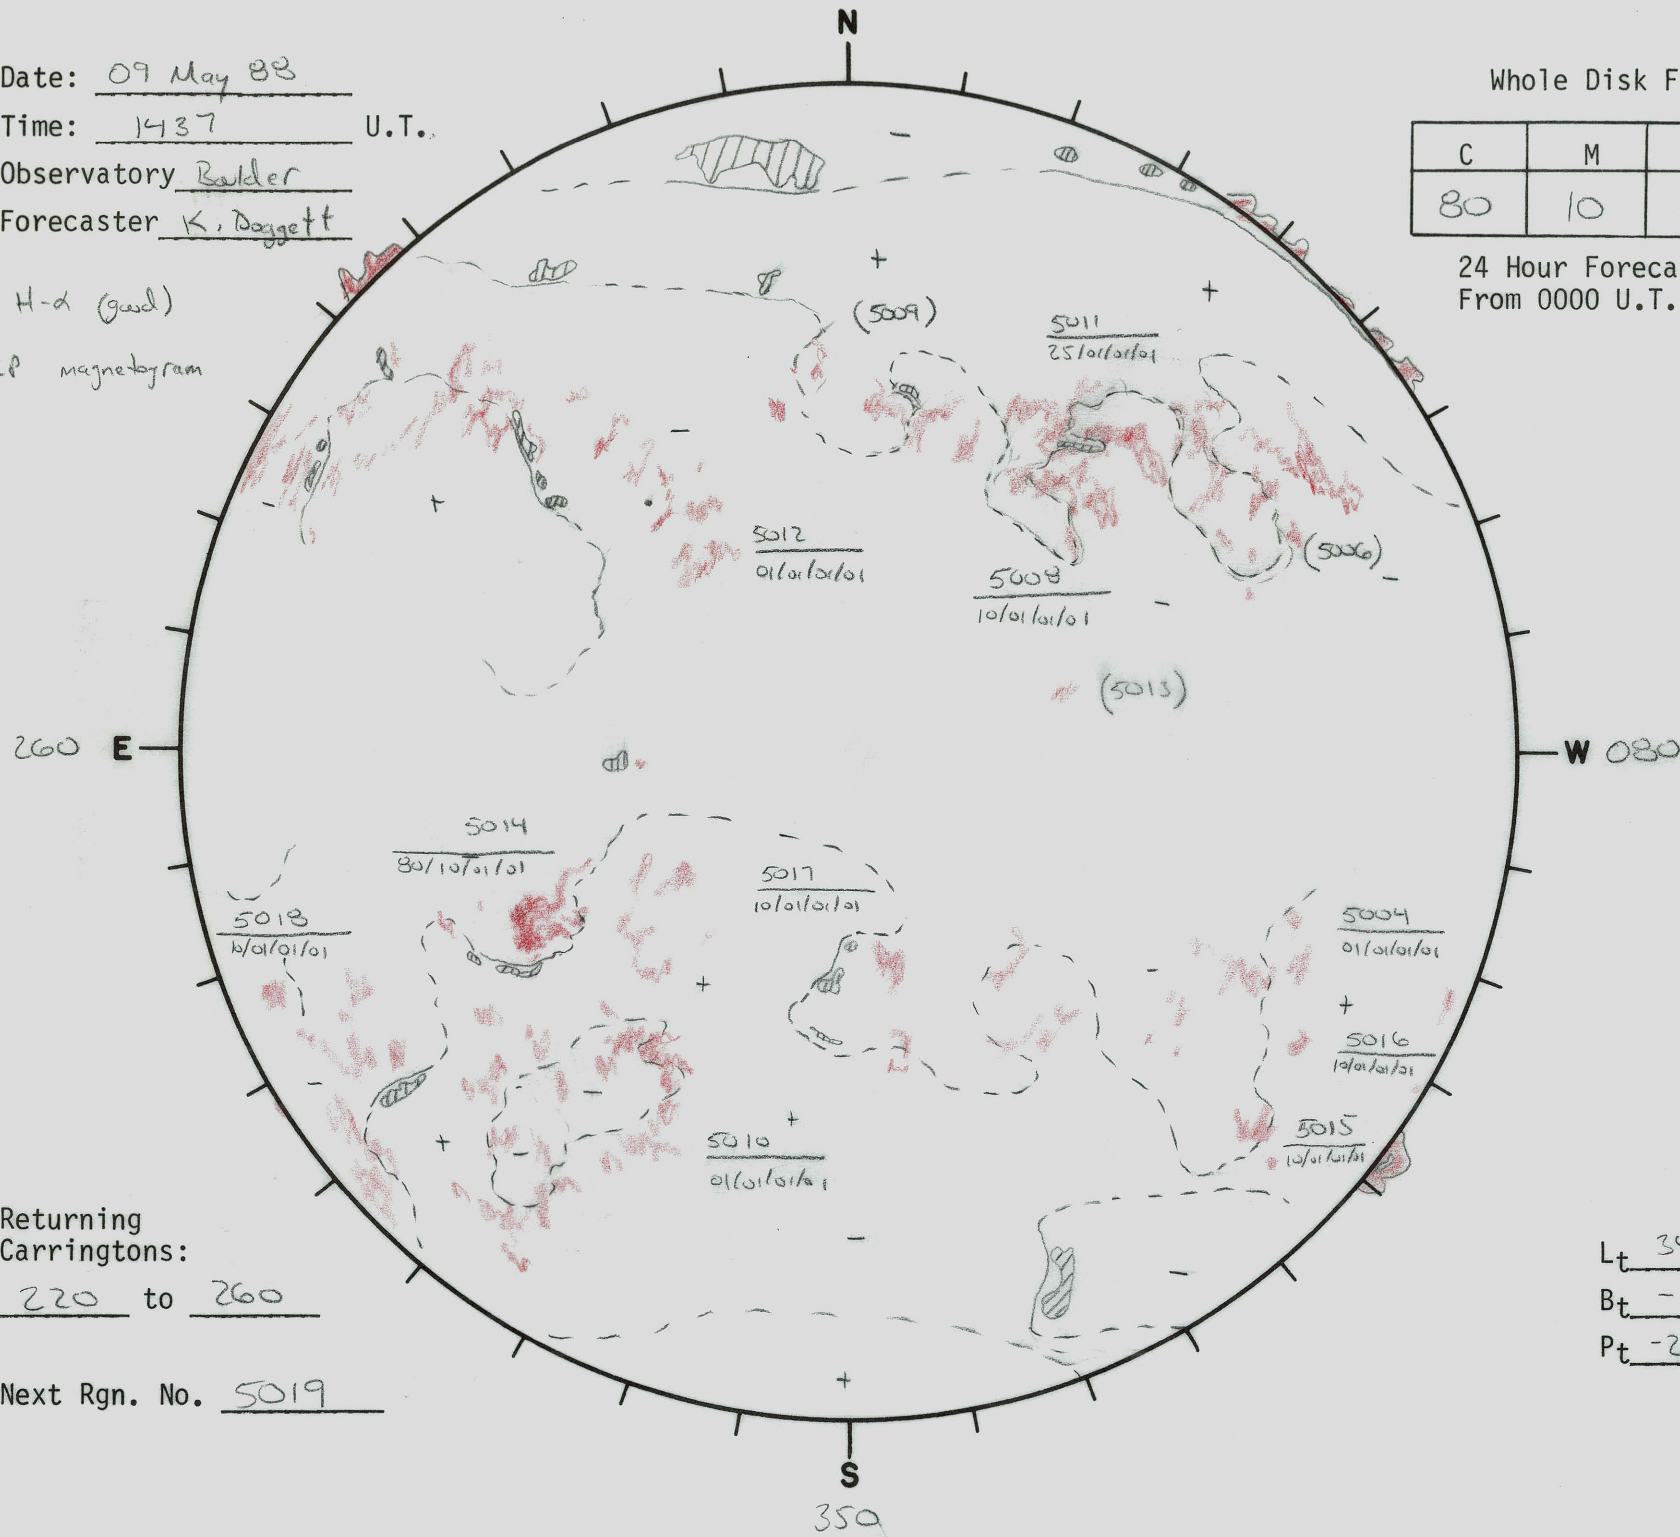 N
Date: 09 May 88
Time: 1437 U.T.
Observatory Boulder
Forecaster K. Doggett
H-α (good)
magnetogram
Whole Disk F
C M
80 10
24 Hour Foreca
From 0000 U.T.
(5009)
5011
25/01/01/01
5012
01/01/01/01
5008
10/01/01/01
(5006)
(5013)
260 E
W 080
5014
80/10/01/01
5017
10/01/01/01
5018
10/01/01/01
5004
01/01/01/01
5016
10/01/01/01
5015
10/01/01/01
5010
01/01/01/01
Returning
Carringtons:
220 to 260
Next Rgn. No. 5019
Lt
Bt -
Pt -2
S
350